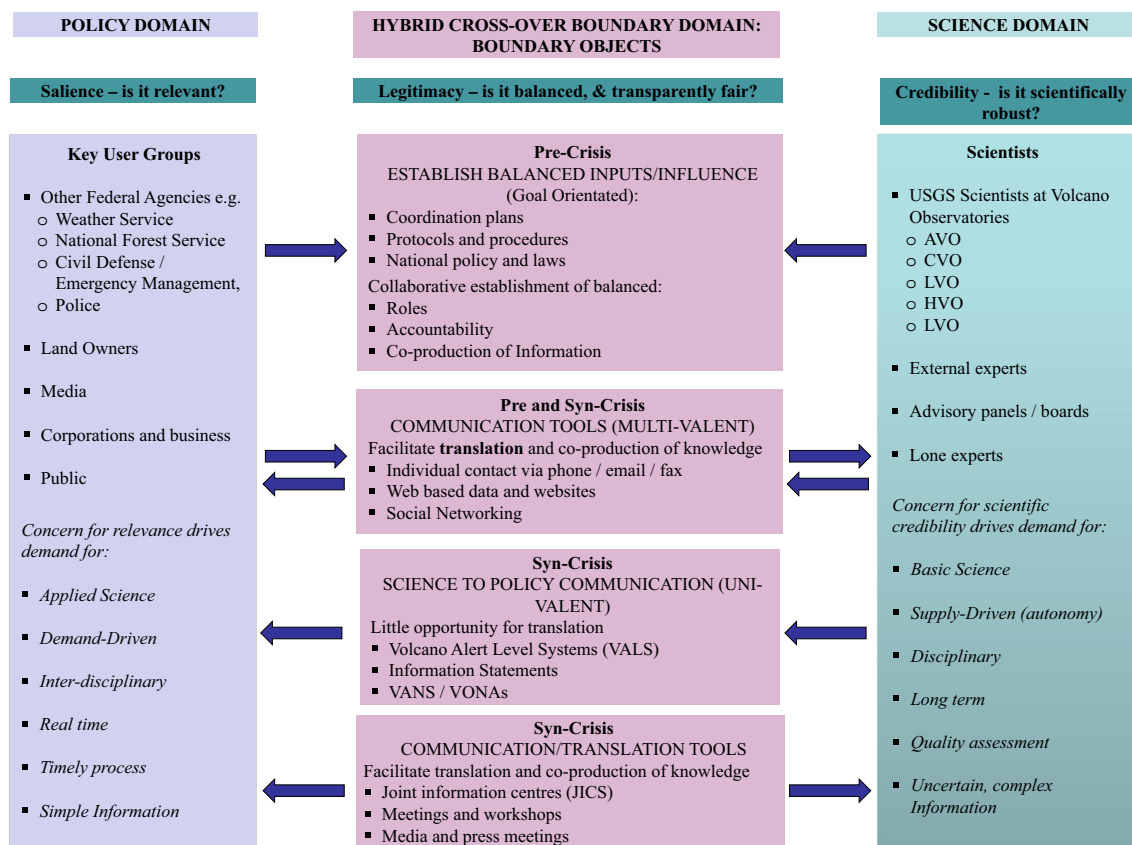 POLICY DOMAIN
Salience – is it relevant?
Key User Groups
▪ Other Federal Agencies e.g.
o Weather Service
o National Forest Service
o Civil Defense /
Emergency Management,
o Police
▪ Land Owners
▪ Media
▪ Corporations and business
▪ Public
Concern for relevance drives
demand for:
▪ Applied Science
▪ Demand-Driven
▪ Inter-disciplinary
▪ Real time
▪ Timely process
▪ Simple Information
HYBRID CROSS-OVER BOUNDARY DOMAIN:
BOUNDARY OBJECTS
Legitimacy – is it balanced, & transparently fair?
Pre-Crisis
ESTABLISH BALANCED INPUTS/INFLUENCE
(Goal Orientated):
▪ Coordination plans
▪ Protocols and procedures
▪ National policy and laws
Collaborative establishment of balanced:
▪ Roles
▪ Accountability
▪ Co-production of Information
Pre and Syn-Crisis
COMMUNICATION TOOLS (MULTI-VALENT)
Facilitate translation and co-production of knowledge
▪ Individual contact via phone / email / fax
▪ Web based data and websites
▪ Social Networking
Syn-Crisis
SCIENCE TO POLICY COMMUNICATION (UNI-
VALENT)
Little opportunity for translation
▪ Volcano Alert Level Systems (VALS)
▪ Information Statements
▪ VANS / VONAs
Syn-Crisis
COMMUNICATION/TRANSLATION TOOLS
Facilitate translation and co-production of knowledge
▪ Joint information centres (JICS)
▪ Meetings and workshops
▪ Media and press meetings
SCIENCE DOMAIN
Credibility - is it scientifically
robust?
Scientists
▪ USGS Scientists at Volcano
Observatories
o AVO
o CVO
o LVO
o HVO
o LVO
▪ External experts
▪ Advisory panels / boards
▪ Lone experts
Concern for scientific
credibility drives demand for:
▪ Basic Science
▪ Supply-Driven (autonomy)
▪ Disciplinary
▪ Long term
▪ Quality assessment
▪ Uncertain, complex
Information